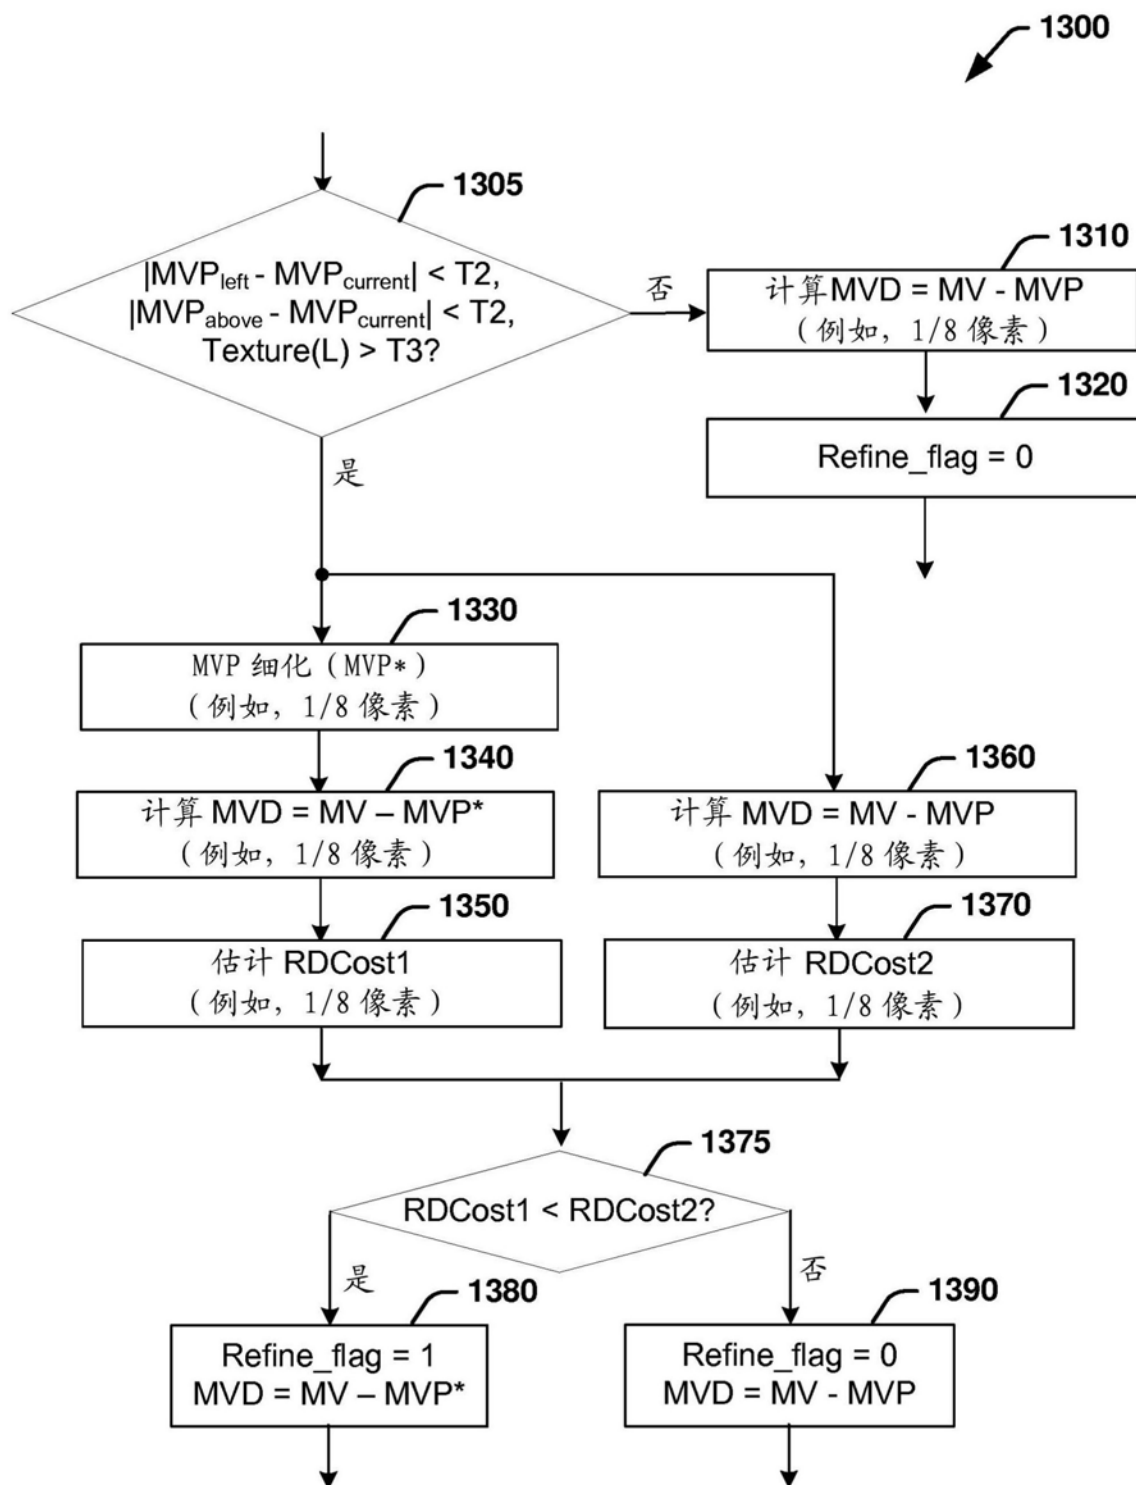 1300
1305
|MVPleft - MVPcurrent| < T2,
|MVPabove - MVPcurrent| < T2,
Texture(L) > T3?
否
1310
计算MVD = MV - MVP
(例如, 1/8 像素)
1320
Refine_flag = 0
是
1330
MVP 细化 (MVP*)
(例如, 1/8 像素)
1340
计算 MVD = MV – MVP*
(例如, 1/8 像素)
1360
计算 MVD = MV - MVP
(例如, 1/8 像素)
1350
估计 RDCost1
(例如, 1/8 像素)
1370
估计 RDCost2
(例如, 1/8 像素)
1375
RDCost1 < RDCost2?
是
否
1380
Refine_flag = 1
MVD = MV – MVP*
1390
Refine_flag = 0
MVD = MV - MVP